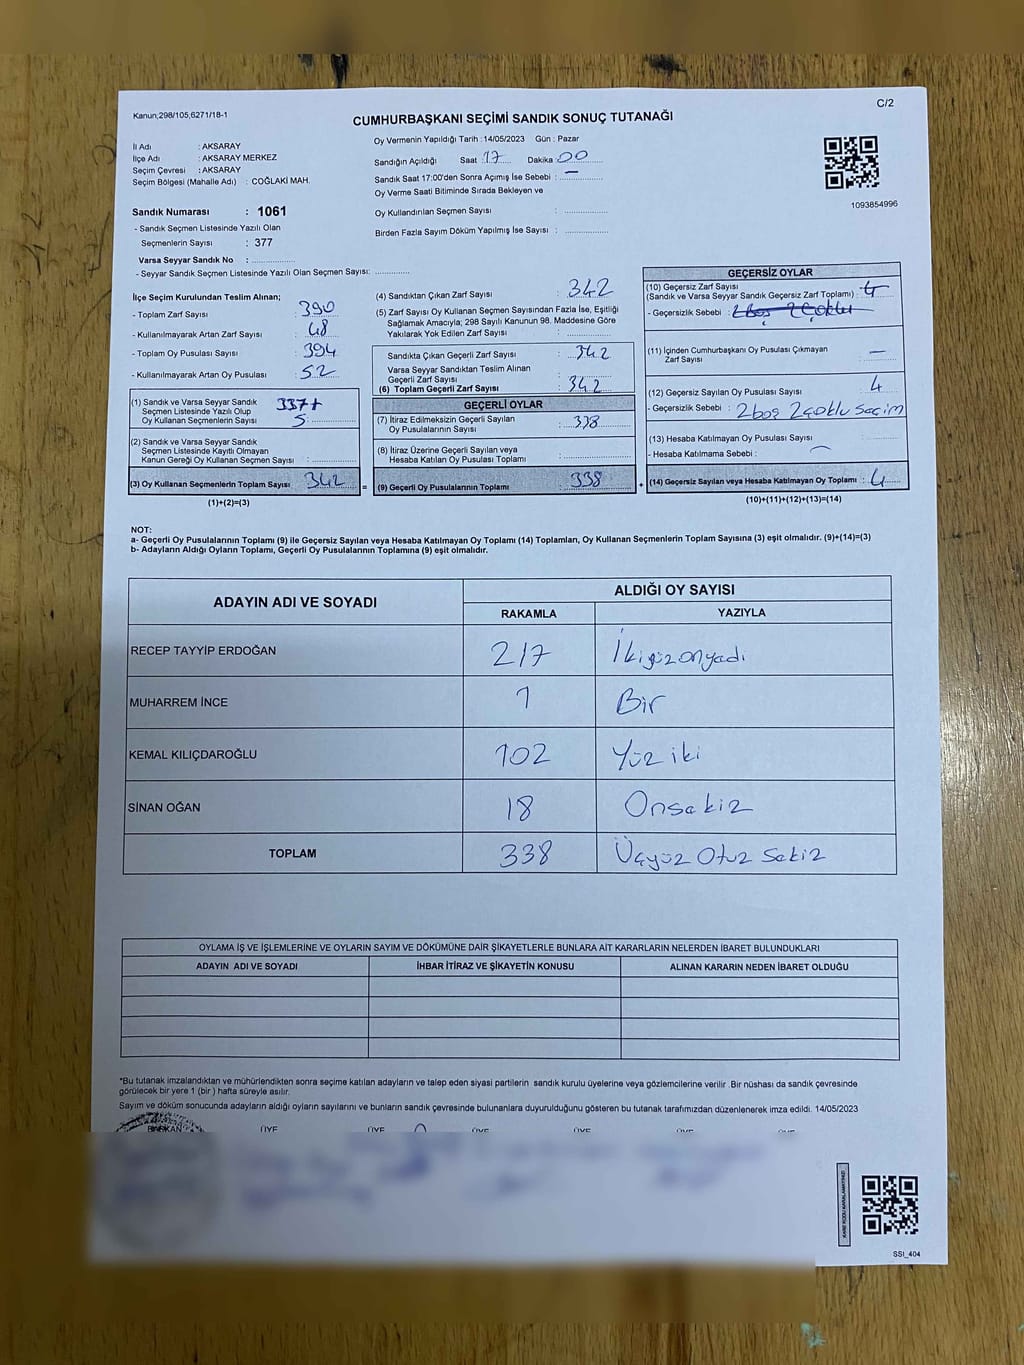 C/2
Kanun;298/105,6271/18-1
CUMHURBAŞKANI SEÇİMİ SANDIK SONUÇ TUTANAĞI
İl Adı : AKSARAY
İlçe Adı : AKSARAY MERKEZ
Seçim Çevresi : AKSARAY
Seçim Bölgesi (Mahalle Adı) : COĞLAKİ MAH.
Sandık Numarası : 1061
- Sandık Seçmen Listesinde Yazılı Olan
Seçmenlerin Sayısı : 377
Varsa Seyyar Sandık No : ............
- Seyyar Sandık Seçmen Listesinde Yazılı Olan Seçmen Sayısı: ............
Oy Vermenin Yapıldığı Tarih : 14/05/2023 Gün : Pazar
Sandığın Açıldığı Saat 17 Dakika 00
Sandık Saat 17:00'den Sonra Açımış İse Sebebi : —
Oy Verme Saati Bitiminde Sırada Bekleyen ve
Oy Kullandırılan Seçmen Sayısı : ............
Birden Fazla Sayım Döküm Yapılmış İse Sayısı : ............
1093854996
İlçe Seçim Kurulundan Teslim Alınan;
- Toplam Zarf Sayısı : 390
- Kullanılmayarak Artan Zarf Sayısı : 48
- Toplam Oy Pusulası Sayısı : 394
- Kullanılmayarak Artan Oy Pusulası : 52
(1) Sandık ve Varsa Seyyar Sandık
Seçmen Listesinde Yazılı Olup
Oy Kullanan Seçmenlerin Sayısı : 337+
5
(2) Sandık ve Varsa Seyyar Sandık
Seçmen Listesinde Kayıtlı Olmayan
Kanun Gereği Oy Kullanan Seçmen Sayısı : ............
(3) Oy Kullanan Seçmenlerin Toplam Sayısı : 342 =
(1)+(2)=(3)
(4) Sandıktan Çıkan Zarf Sayısı : 342
(5) Zarf Sayısı Oy Kullanan Seçmen Sayısından Fazla İse, Eşitliği
Sağlamak Amacıyla; 298 Sayılı Kanunun 98. Maddesine Göre
Yakılarak Yok Edilen Zarf Sayısı : ............
Sandıkta Çıkan Geçerli Zarf Sayısı : 342
Varsa Seyyar Sandıktan Teslim Alınan
Geçerli Zarf Sayısı : ............
(6) Toplam Geçerli Zarf Sayısı : 342
GEÇERLİ OYLAR
(7) İtiraz Edilmeksizin Geçerli Sayılan
Oy Pusulalarının Sayısı : 338
(8) İtiraz Üzerine Geçerli Sayılan veya
Hesaba Katılan Oy Pusulası Toplamı : ............
(9) Geçerli Oy Pusulalarının Toplamı : 338 +
GEÇERSİZ OYLAR
(10) Geçersiz Zarf Sayısı
(Sandık ve Varsa Seyyar Sandık Geçersiz Zarf Toplamı) : 4
- Geçersizlik Sebebi : 2 boş 2 çoklu
(11) İçinden Cumhurbaşkanı Oy Pusulası Çıkmayan
Zarf Sayısı : —
(12) Geçersiz Sayılan Oy Pusulası Sayısı : 4
- Geçersizlik Sebebi : 2 boş 2 çoklu Seçim
(13) Hesaba Katılmayan Oy Pusulası Sayısı : ............
- Hesaba Katılmama Sebebi : —
(14) Geçersiz Sayılan veya Hesaba Katılmayan Oy Toplamı : 4
(10)+(11)+(12)+(13)=(14)
NOT:
a- Geçerli Oy Pusulalarının Toplamı (9) ile Geçersiz Sayılan veya Hesaba Katılmayan Oy Toplamı (14) Toplamları, Oy Kullanan Seçmenlerin Toplam Sayısına (3) eşit olmalıdır. (9)+(14)=(3)
b- Adayların Aldığı Oyların Toplamı, Geçerli Oy Pusulalarının Toplamına (9) eşit olmalıdır.
ADAYIN ADI VE SOYADI ALDIĞI OY SAYISI
RAKAMLA YAZIYLA
RECEP TAYYİP ERDOĞAN 217 İkiyüzonyedi
MUHARREM İNCE 1 Bir
KEMAL KILIÇDAROĞLU 102 Yüz iki
SİNAN OĞAN 18 Onsekiz
TOPLAM 338 Üçyüz Otuz Sekiz
OYLAMA İŞ VE İŞLEMLERİNE VE OYLARIN SAYIM VE DÖKÜMÜNE DAİR ŞİKAYETLERLE BUNLARA AİT KARARLARIN NELERDEN İBARET BULUNDUKLARI
ADAYIN ADI VE SOYADI İHBAR İTİRAZ VE ŞİKAYETİN KONUSU ALINAN KARARIN NEDEN İBARET OLDUĞU
*Bu tutanak imzalandıktan ve mühürlendikten sonra seçime katılan adayların ve talep eden siyasi partilerin sandık kurulu üyelerine veya gözlemcilerine verilir .Bir nüshası da sandık çevresinde
görülecek bir yere 1 (bir ) hafta süreyle asılır.
Sayım ve döküm sonucunda adayların aldığı oyların sayılarını ve bunların sandık çevresinde bulunanlara duyurulduğunu gösteren bu tutanak tarafımızdan düzenlenerek imza edildi. 14/05/2023
BAŞKAN ÜYE ÜYE ÜYE ÜYE ÜYE ÜYE
SSI_404